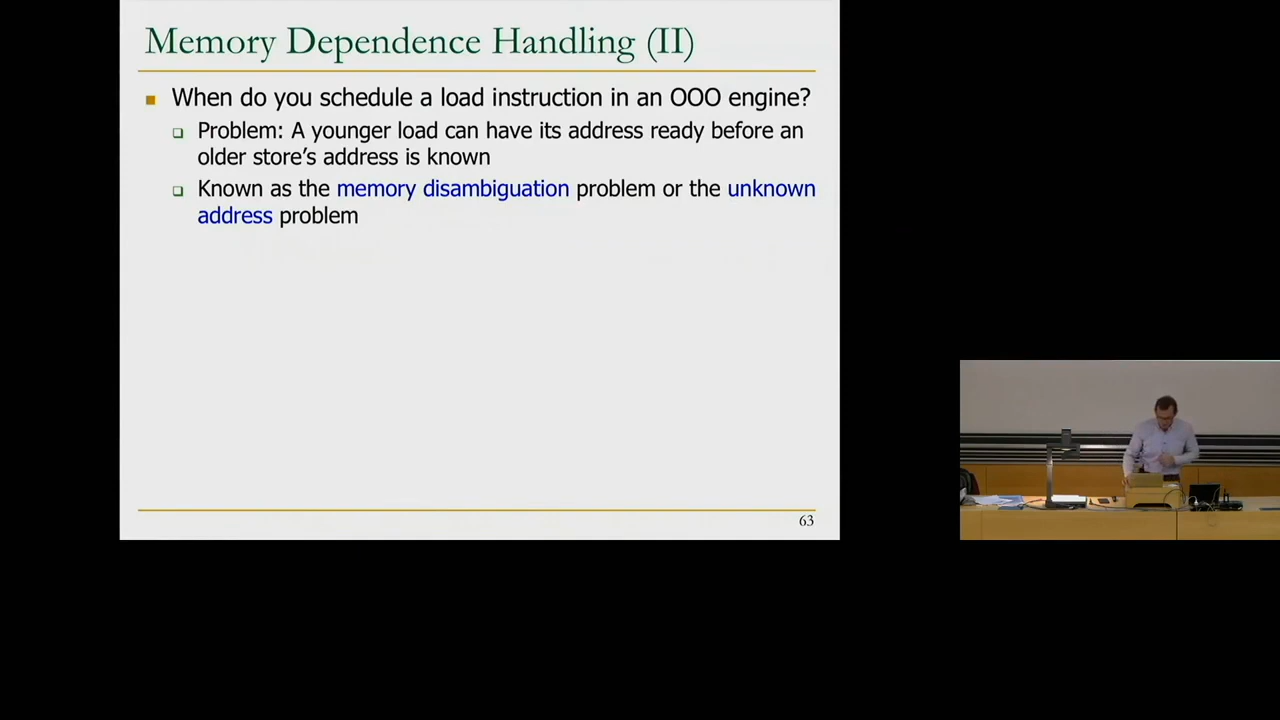 Memory Dependence Handling (II)
When do you schedule a load instruction in an OOO engine?
Problem: A younger load can have its address ready before an
older store’s address is known
Known as the memory disambiguation problem or the unknown
address problem
63